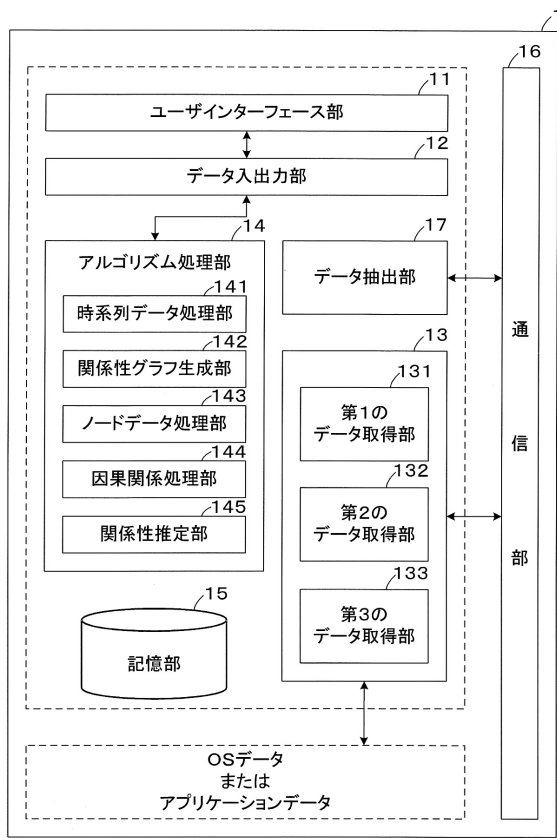 16
11
ユーザインターフェース部
12
データ入出力部
14
アルゴリズム処理部
141
時系列データ処理部
142
関係性グラフ生成部
143
ノードデータ処理部
144
因果関係処理部
145
関係性推定部
17
データ抽出部
13
131
第1の
データ取得部
132
第2の
データ取得部
133
第3の
データ取得部
15
記憶部
通
信
部
OSデータ
または
アプリケーションデータ